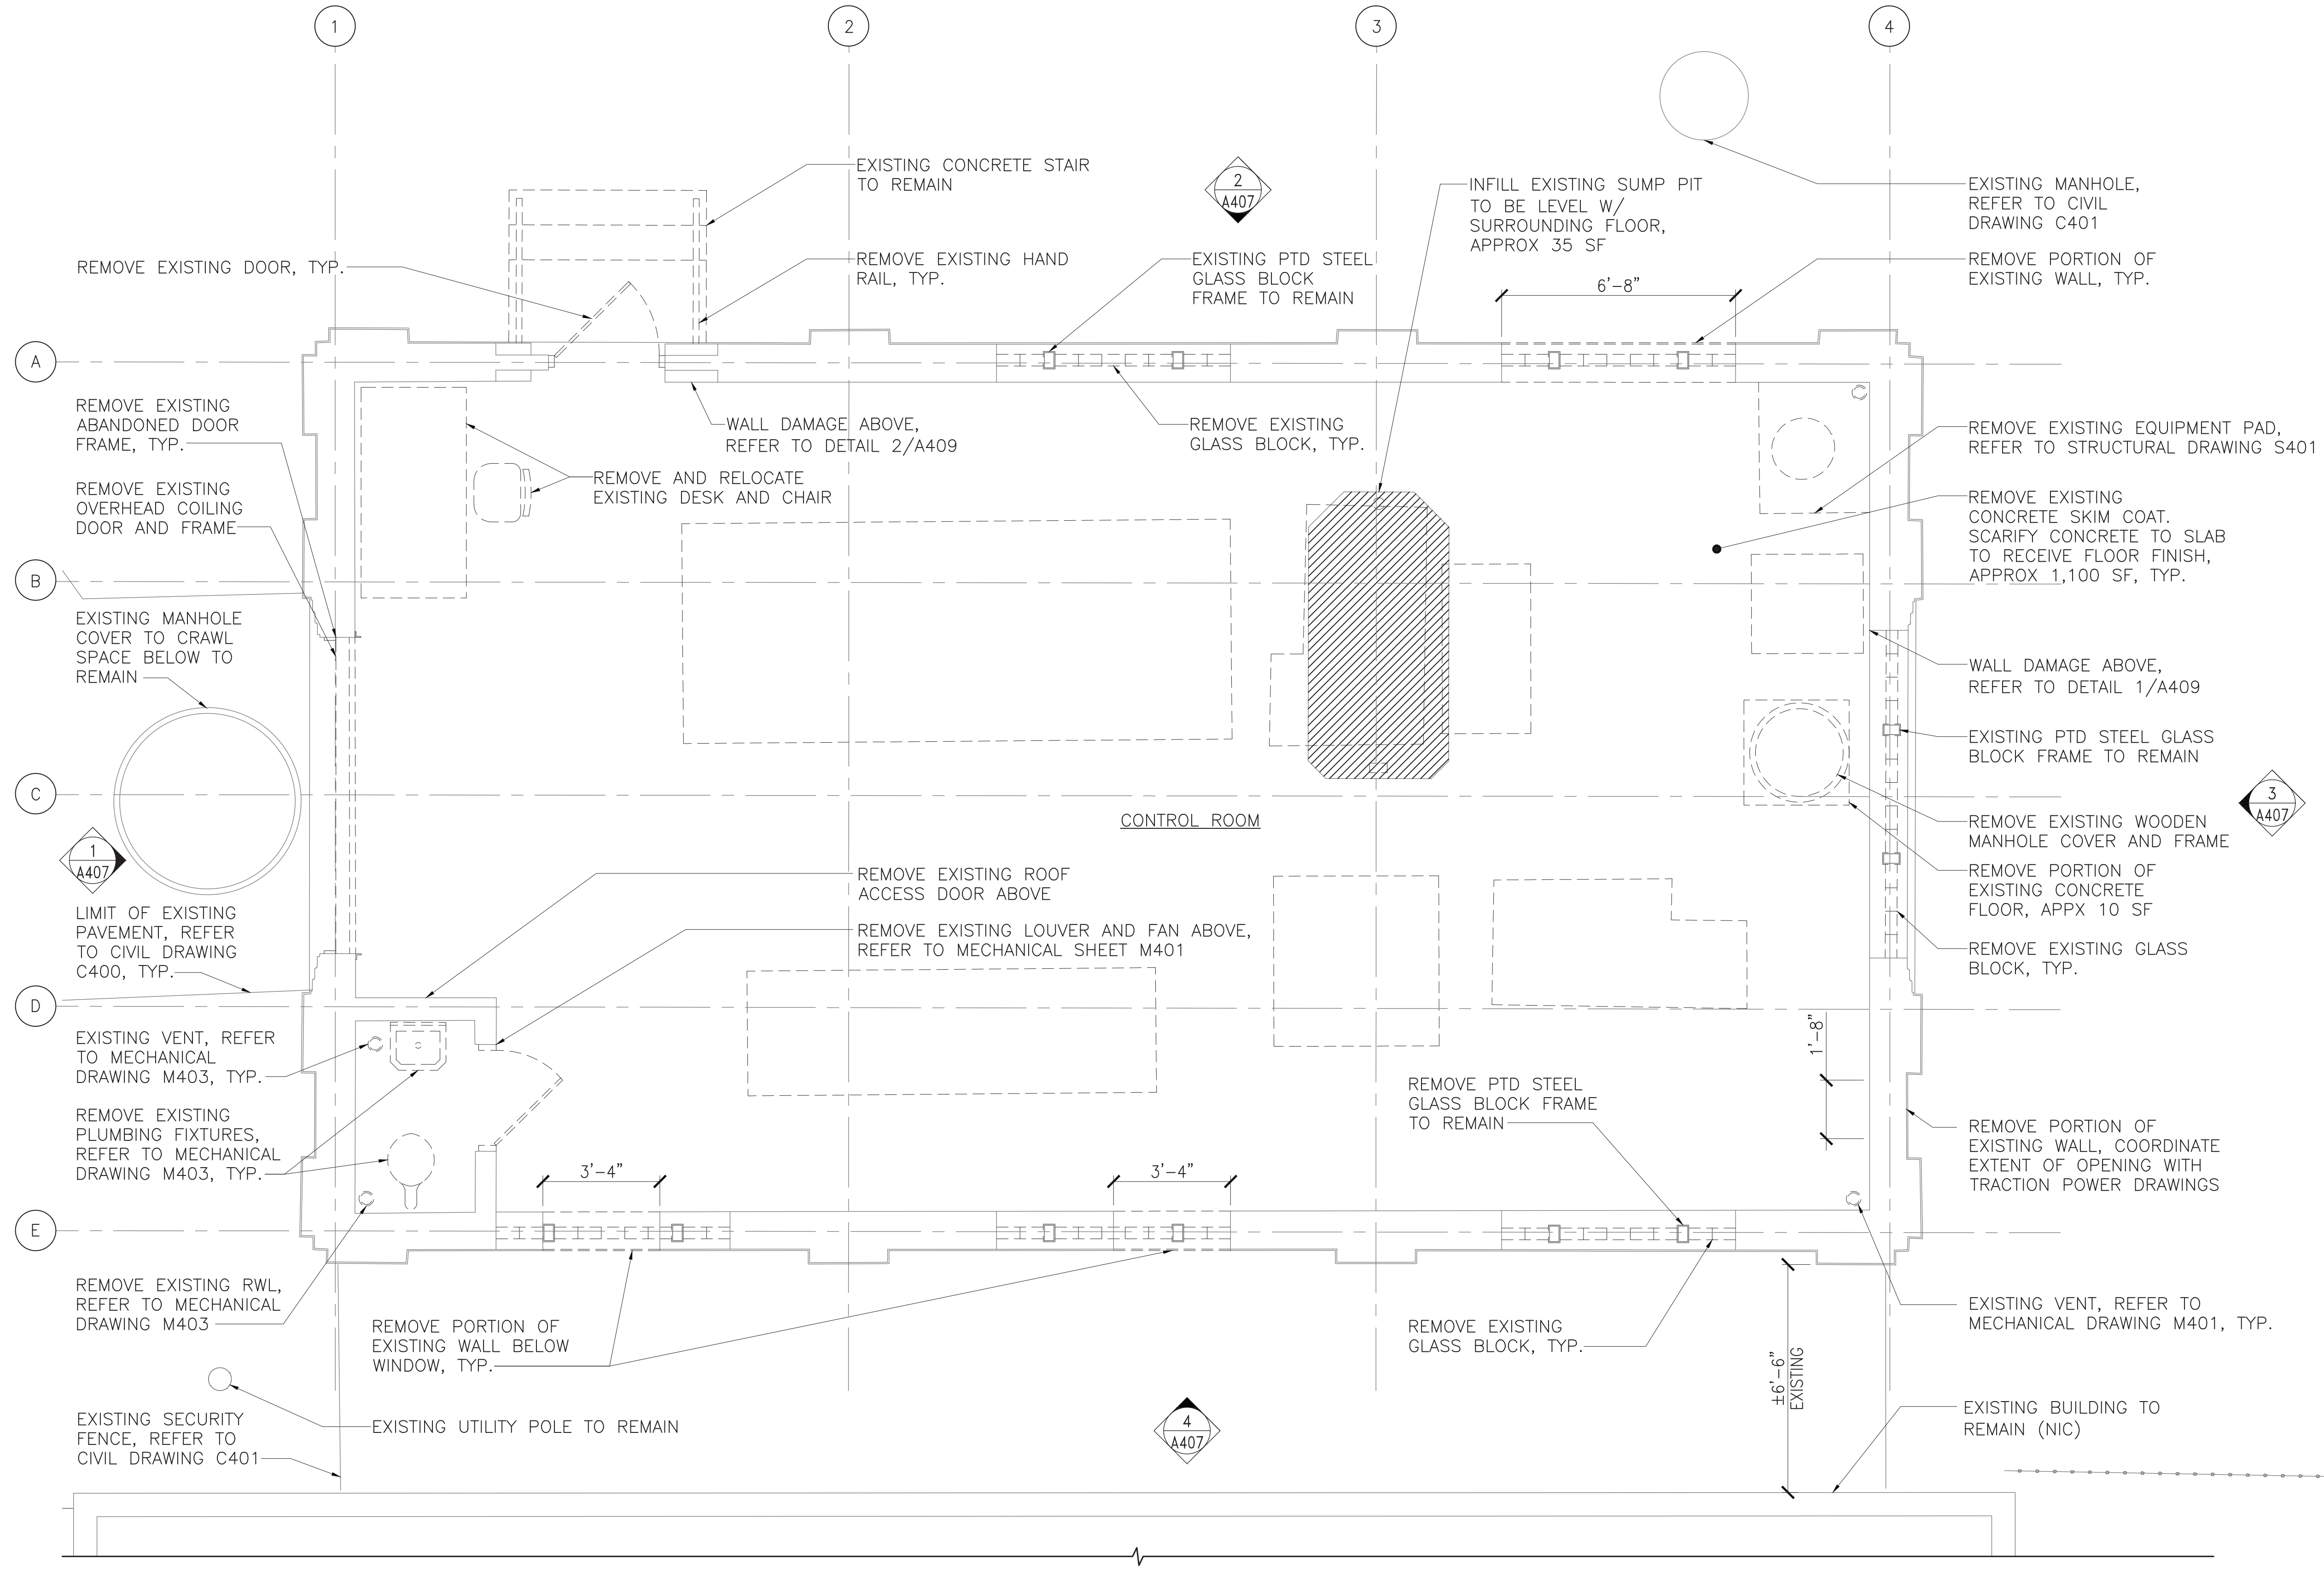 1
2
3
4
EXISTING CONCRETE STAIR
TO REMAIN
2
A407
INFILL EXISTING SUMP PIT
TO BE LEVEL W/
SURROUNDING FLOOR,
APPROX 35 SF
EXISTING MANHOLE,
REFER TO CIVIL
DRAWING C401
REMOVE EXISTING DOOR, TYP.
REMOVE EXISTING HAND
RAIL, TYP.
EXISTING PTD STEEL
GLASS BLOCK
FRAME TO REMAIN
6'-8"
REMOVE PORTION OF
EXISTING WALL, TYP.
A
REMOVE EXISTING
ABANDONED DOOR
FRAME, TYP.
WALL DAMAGE ABOVE,
REFER TO DETAIL 2/A409
REMOVE EXISTING
GLASS BLOCK, TYP.
REMOVE EXISTING EQUIPMENT PAD,
REFER TO STRUCTURAL DRAWING S401
REMOVE AND RELOCATE
EXISTING DESK AND CHAIR
REMOVE EXISTING
OVERHEAD COILING
DOOR AND FRAME
REMOVE EXISTING
CONCRETE SKIM COAT.
SCARIFY CONCRETE TO SLAB
TO RECEIVE FLOOR FINISH,
APPROX 1,100 SF, TYP.
B
EXISTING MANHOLE
COVER TO CRAWL
SPACE BELOW TO
REMAIN
WALL DAMAGE ABOVE,
REFER TO DETAIL 1/A409
EXISTING PTD STEEL GLASS
BLOCK FRAME TO REMAIN
C
3
A407
CONTROL ROOM
REMOVE EXISTING WOODEN
MANHOLE COVER AND FRAME
1
A407
REMOVE EXISTING ROOF
ACCESS DOOR ABOVE
REMOVE PORTION OF
EXISTING CONCRETE
FLOOR, APPX 10 SF
LIMIT OF EXISTING
PAVEMENT, REFER
TO CIVIL DRAWING
C400, TYP.
REMOVE EXISTING LOUVER AND FAN ABOVE,
REFER TO MECHANICAL SHEET M401
REMOVE EXISTING GLASS
BLOCK, TYP.
D
EXISTING VENT, REFER
TO MECHANICAL
DRAWING M403, TYP.
1'-8"
REMOVE PTD STEEL
GLASS BLOCK FRAME
TO REMAIN
REMOVE EXISTING
PLUMBING FIXTURES,
REFER TO MECHANICAL
DRAWING M403, TYP.
REMOVE PORTION OF
EXISTING WALL, COORDINATE
EXTENT OF OPENING WITH
TRACTION POWER DRAWINGS
3'-4"
3'-4"
E
REMOVE EXISTING RWL,
REFER TO MECHANICAL
DRAWING M403
REMOVE PORTION OF
EXISTING WALL BELOW
WINDOW, TYP.
REMOVE EXISTING
GLASS BLOCK, TYP.
EXISTING VENT, REFER TO
MECHANICAL DRAWING M401, TYP.
±6'-6"
EXISTING
EXISTING SECURITY
FENCE, REFER TO
CIVIL DRAWING C401
EXISTING UTILITY POLE TO REMAIN
4
A407
EXISTING BUILDING TO
REMAIN (NIC)